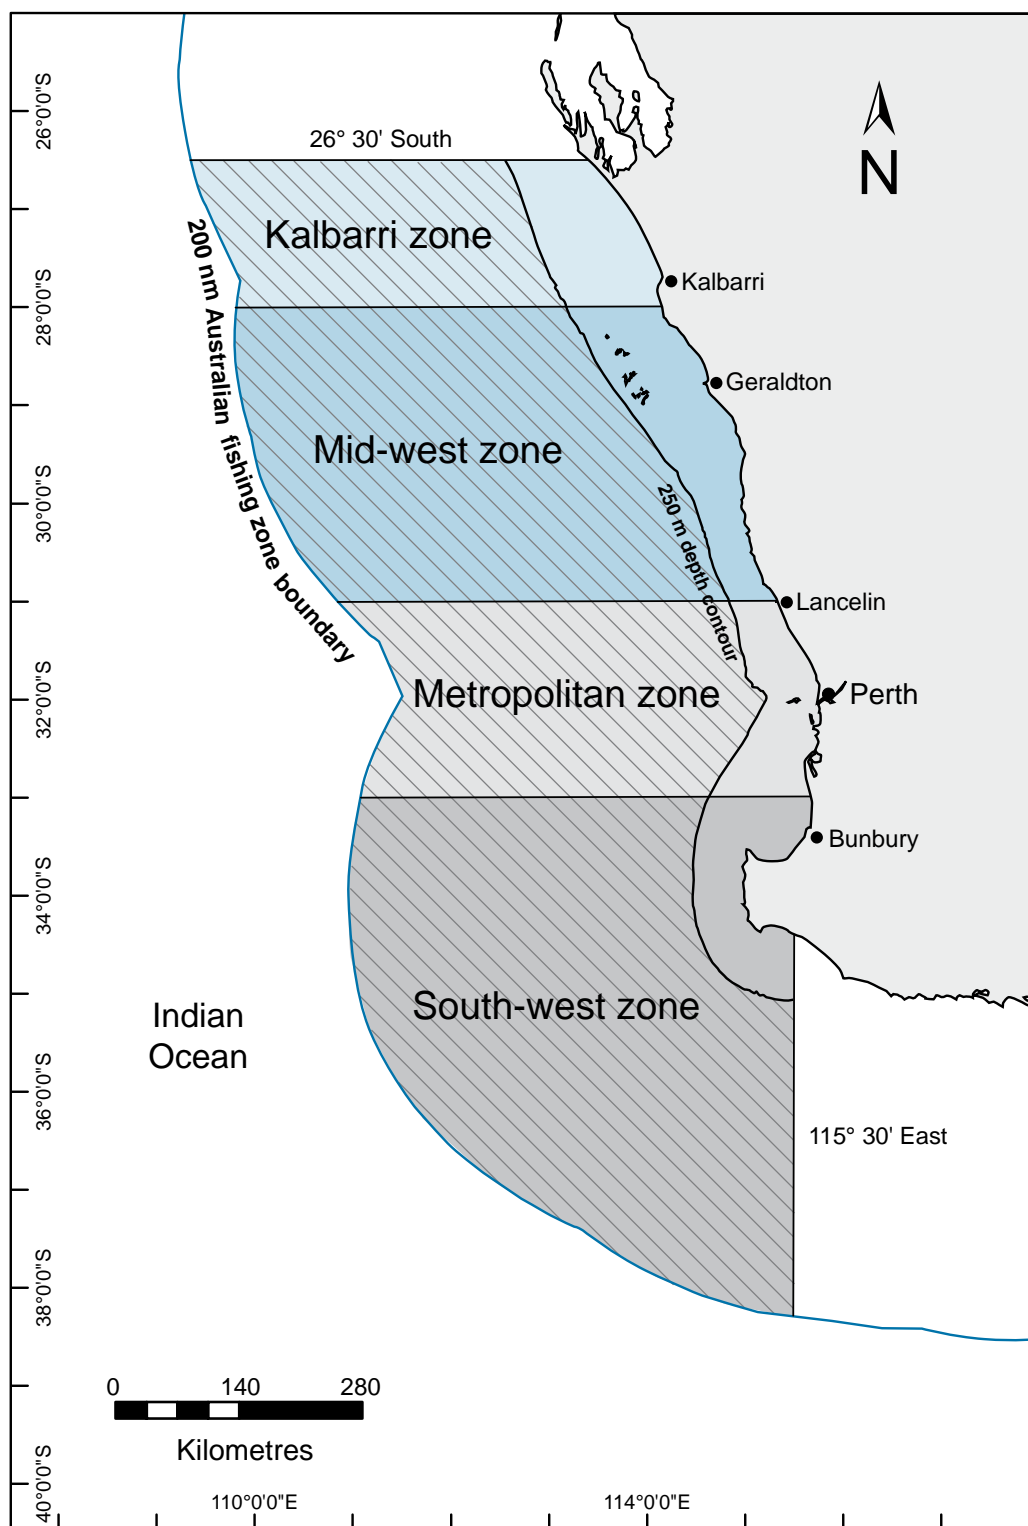 26° 30' South
N
Kalbarri zone
Kalbarri
200 nm Australian fishing zone boundary
Geraldton
Mid-west zone
250 m depth contour
Lancelin
Metropolitan zone
Perth
Bunbury
South-west zone
Indian
Ocean
115° 30' East
0 140 280
Kilometres
26°0'0"S
28°0'0"S
30°0'0"S
32°0'0"S
34°0'0"S
36°0'0"S
38°0'0"S
40°0'0"S
110°0'0"E
114°0'0"E